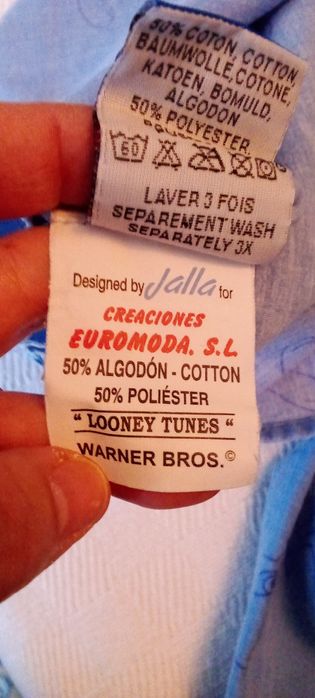 50% COTON, COTTON
BAUMWOLLE, COTONE,
KATOEN, BOMULD,
ALGODON
50% POLYESTER
60
LAVER 3 FOIS
SEPAREMENT WASH
SEPARATELY 3X
Designed by Jalla for
CREACIONES
EUROMODA. S.L.
50% ALGODÓN - COTTON
50% POLIÉSTER
" LOONEY TUNES "
WARNER BROS.©